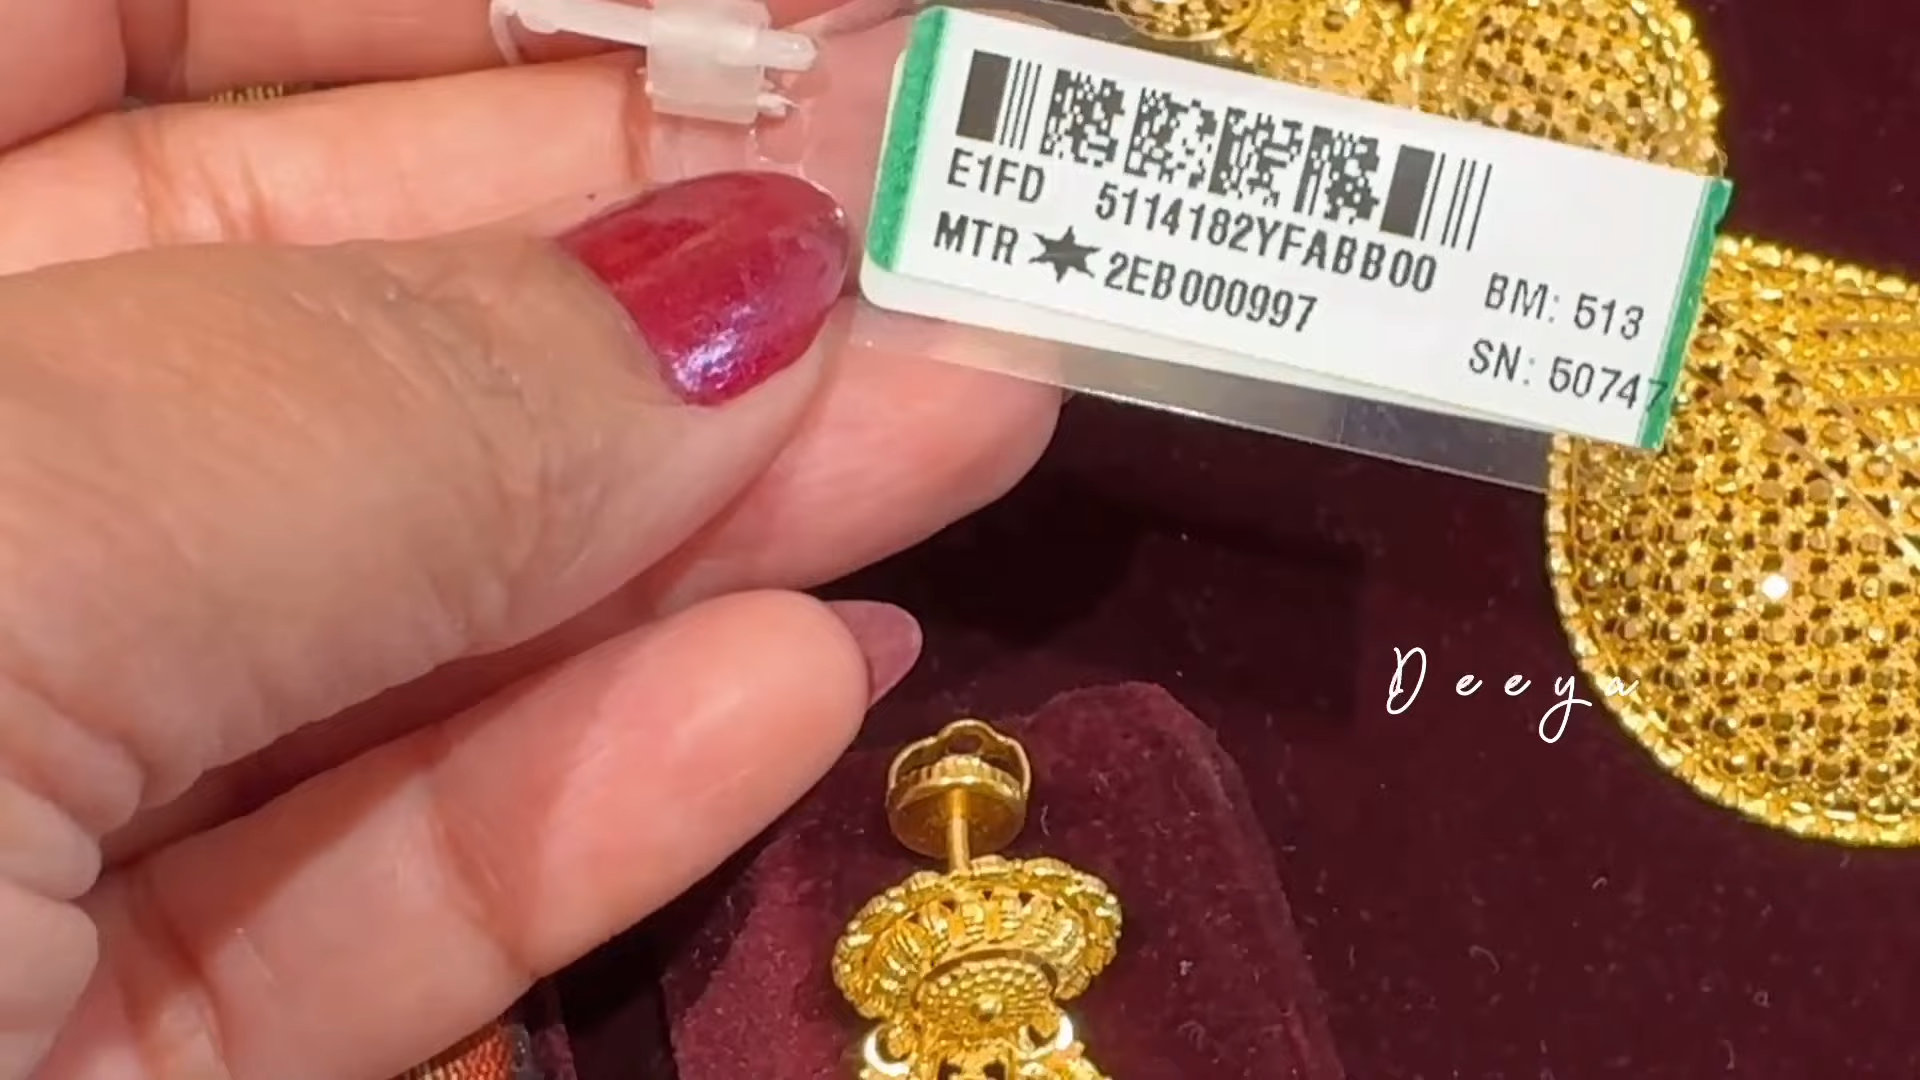 E1FD 5114182YFABB00
MTR ✶ 2EB000997
BM: 513
SN: 50747
Deeya